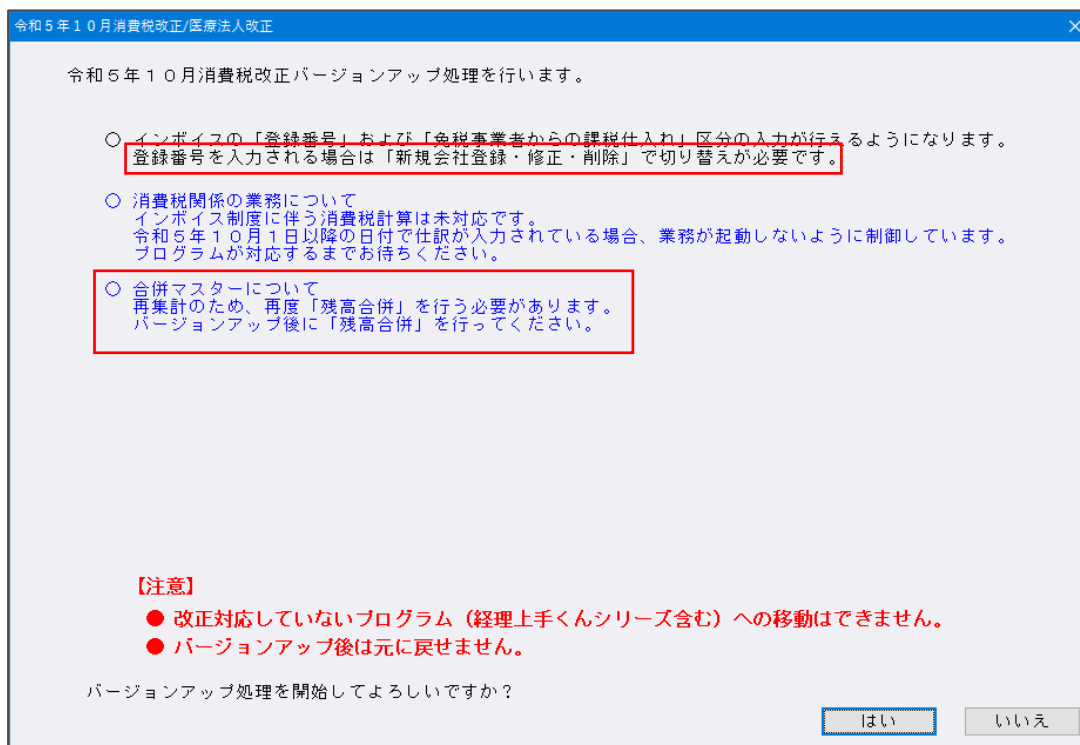 令和５年１０月消費税改正/医療法人改正
令和５年１０月消費税改正バージョンアップ処理を行います。
○ インボイスの「登録番号」および「免税事業者からの課税仕入れ」区分の入力が行えるようになります。
登録番号を入力される場合は「新規会社登録・修正・削除」で切り替えが必要です。
○ 消費税関係の業務について
インボイス制度に伴う消費税計算は未対応です。
令和５年１０月１日以降の日付で仕訳が入力されている場合、業務が起動しないように制御しています。
プログラムが対応するまでお待ちください。
○ 合併マスターについて
再集計のため、再度「残高合併」を行う必要があります。
バージョンアップ後に「残高合併」を行ってください。
【注意】
● 改正対応していないプログラム（経理上手くんシリーズ含む）への移動はできません。
● バージョンアップ後は元に戻せません。
バージョンアップ処理を開始してよろしいですか？
はい
いいえ